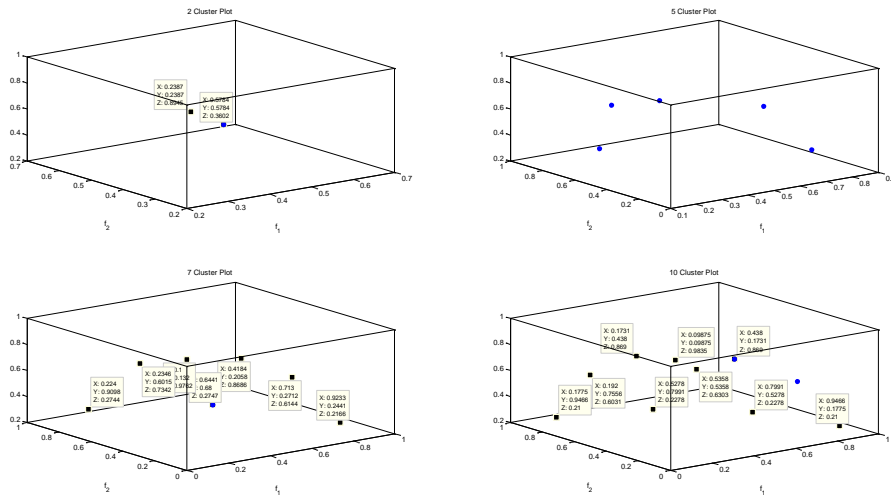 2 Cluster Plot
1
0.8
0.6
0.4
0.2
0.7
0.6
0.5
0.4
0.3
0.2
0.2
0.3
0.4
0.5
0.6
0.7
f2
f1
X: 0.2387
Y: 0.2387
Z: 0.8945
X: 0.5784
Y: 0.5784
Z: 0.3602
5 Cluster Plot
1
0.8
0.6
0.4
0.2
0.8
0.6
0.4
0.2
0
0.1
0.2
0.3
0.4
0.5
0.6
0.7
0.8
f2
f1
7 Cluster Plot
1
0.8
0.6
0.4
0.2
0.8
0.6
0.4
0.2
0
0
0.2
0.4
0.6
0.8
1
f2
f1
X: 0.224
Y: 0.9098
Z: 0.2744
X: 0.2346
Y: 0.6015
Z: 0.7342
X: 0.4184
Y: 0.2058
Z: 0.8686
X: 0.713
Y: 0.2712
Z: 0.6144
X: 0.9233
Y: 0.2441
Z: 0.2166
10 Cluster Plot
1
0.8
0.6
0.4
0.2
0.8
0.6
0.4
0.2
0
0
0.2
0.4
0.6
0.8
1
f2
f1
X: 0.1731
Y: 0.438
Z: 0.869
X: 0.09875
Y: 0.09875
Z: 0.9835
X: 0.438
Y: 0.1731
Z: 0.869
X: 0.1775
Y: 0.9466
Z: 0.21
X: 0.192
Y: 0.7556
Z: 0.6031
X: 0.5278
Y: 0.7991
Z: 0.2278
X: 0.5358
Y: 0.5358
Z: 0.6303
X: 0.7991
Y: 0.5278
Z: 0.2278
X: 0.9466
Y: 0.1775
Z: 0.21